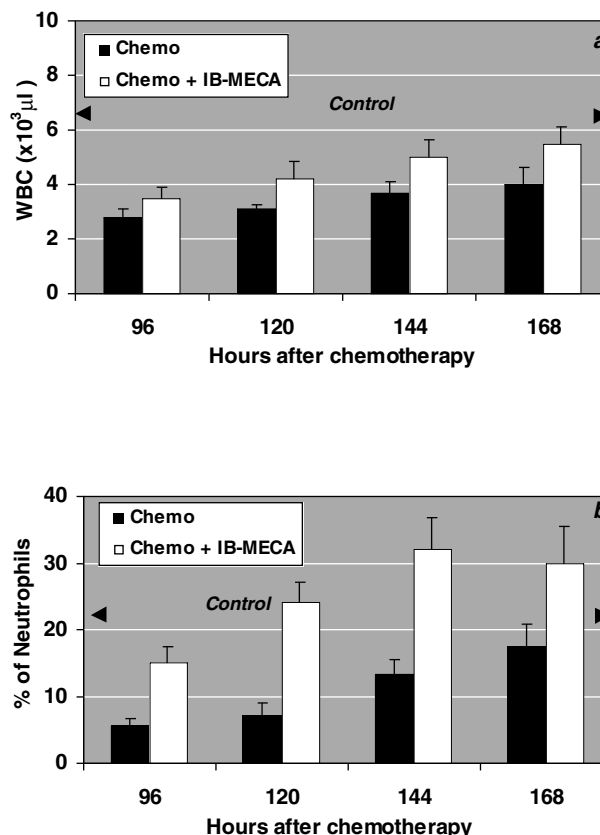 a
Chemo
Chemo + IB-MECA
Control
WBC (x10³μl)
10
8
6
4
2
0
96 120 144 168
Hours after chemotherapy
b
Chemo
Chemo + IB-MECA
Control
% of Neutrophils
40
30
20
10
0
96 120 144 168
Hours after chemotherapy